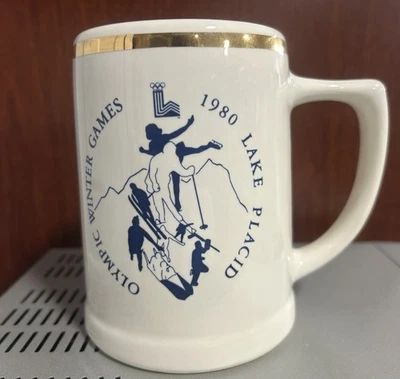 OLYMPIC WINTER GAMES
1980 LAKE PLACID